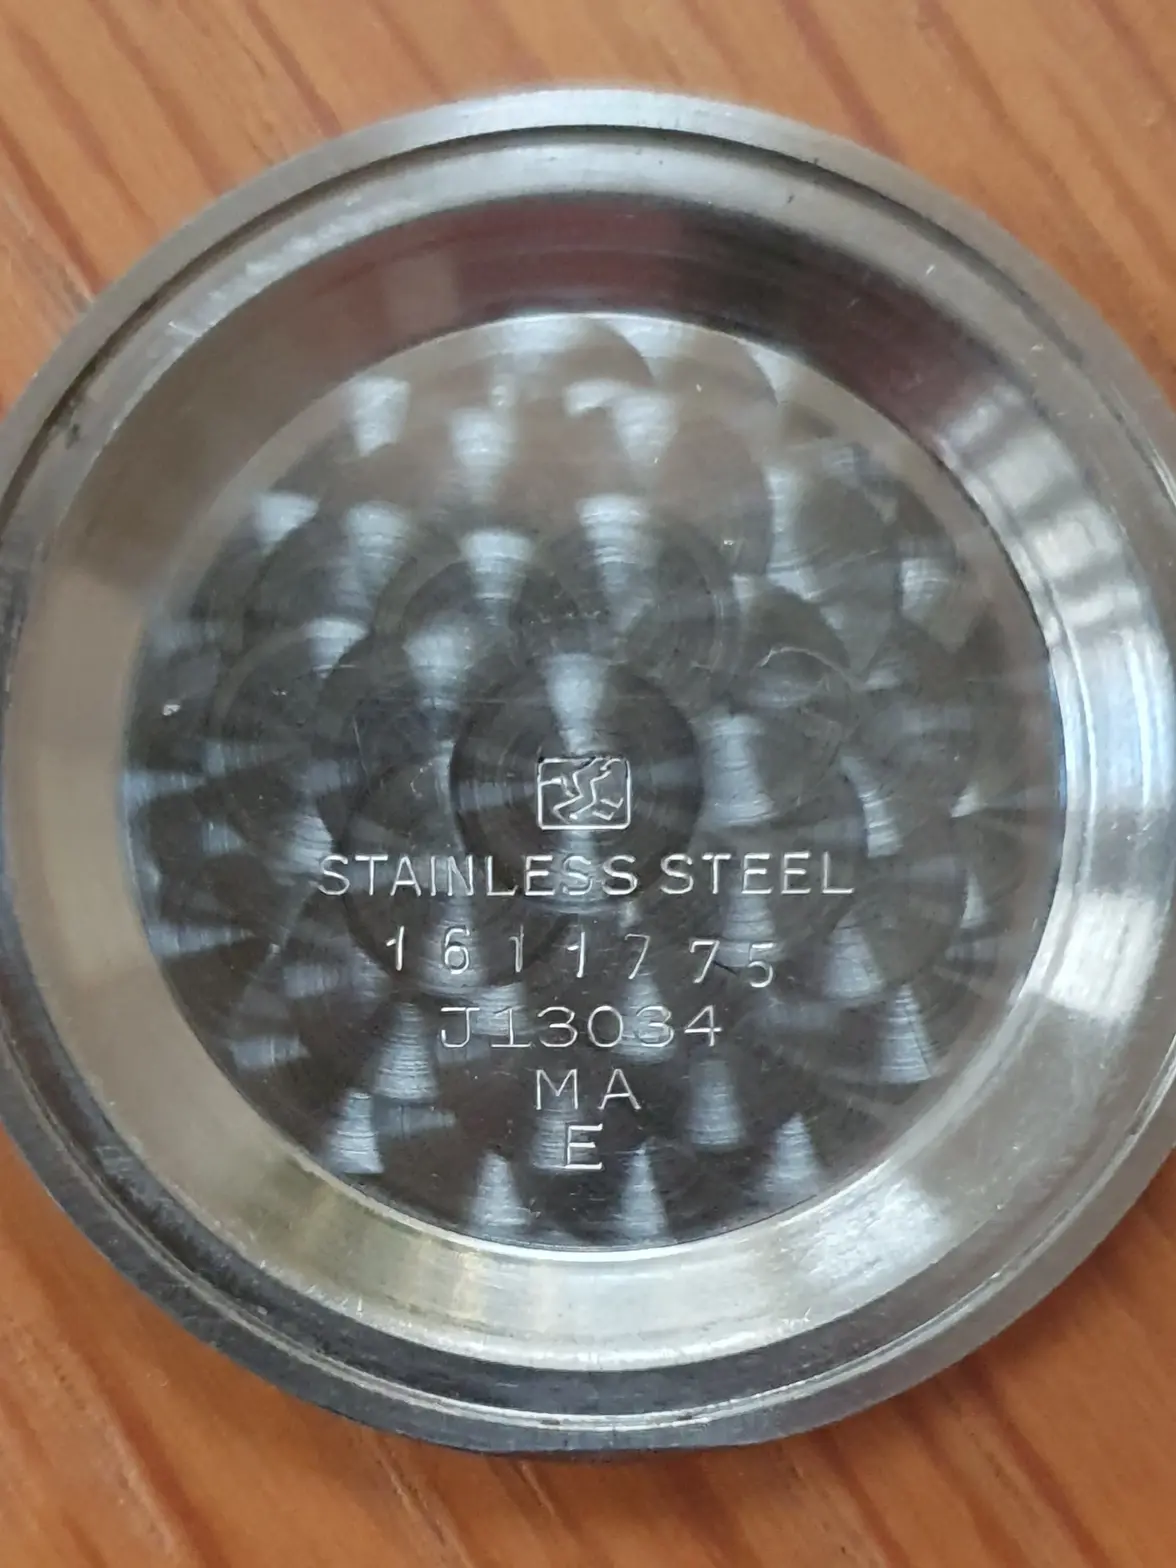 STAINLESS STEEL
1611775
J13034
MA
E